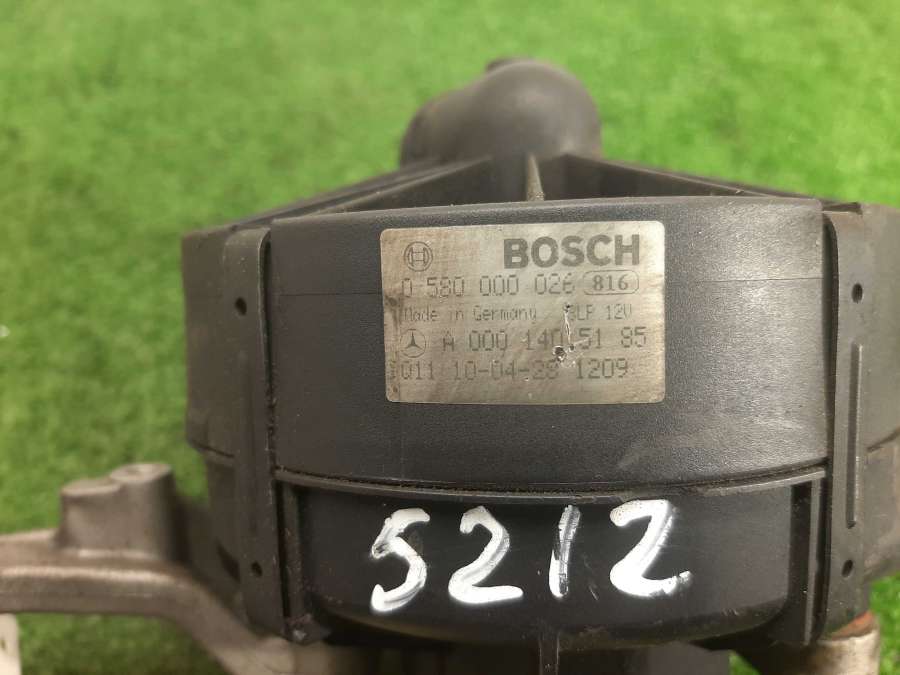 BOSCH
0 580 000 026 816
Made in Germany SLP 12V
A 000 140 51 85
Q11 10-04-28 1209
5212